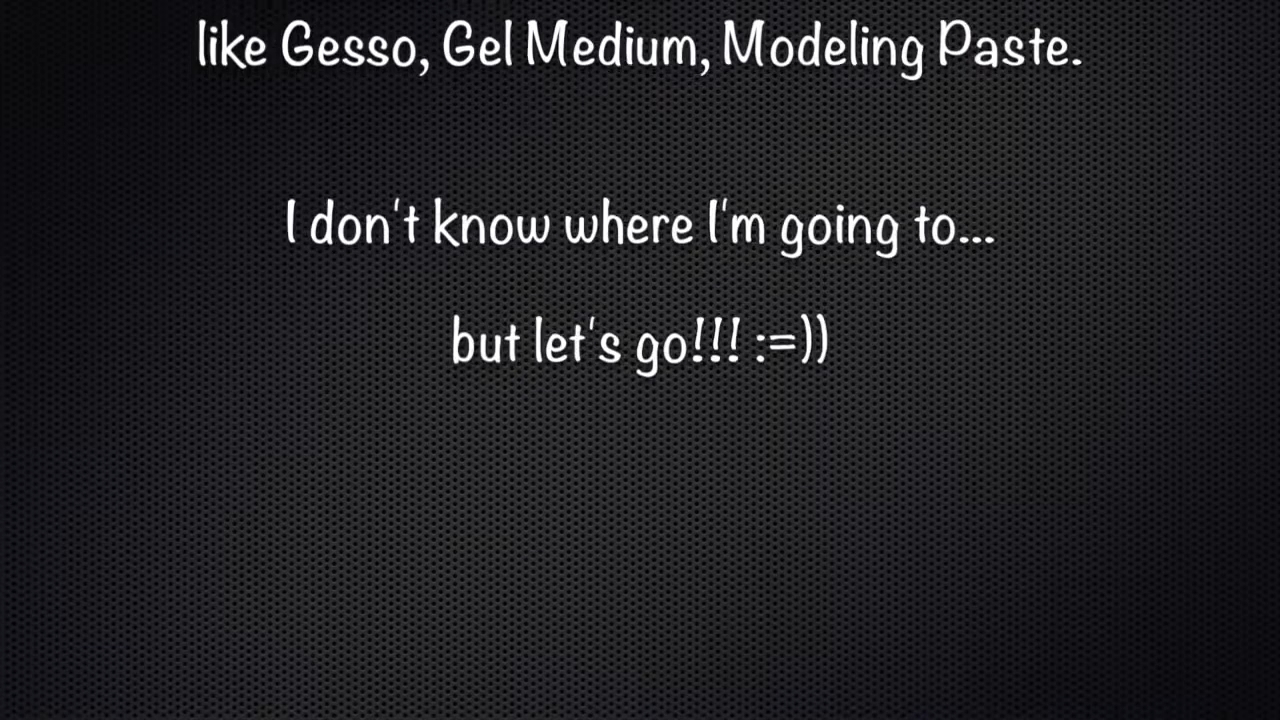 like Gesso, Gel Medium, Modeling Paste.
I don't know where I'm going to...
but let's go!!! :=))